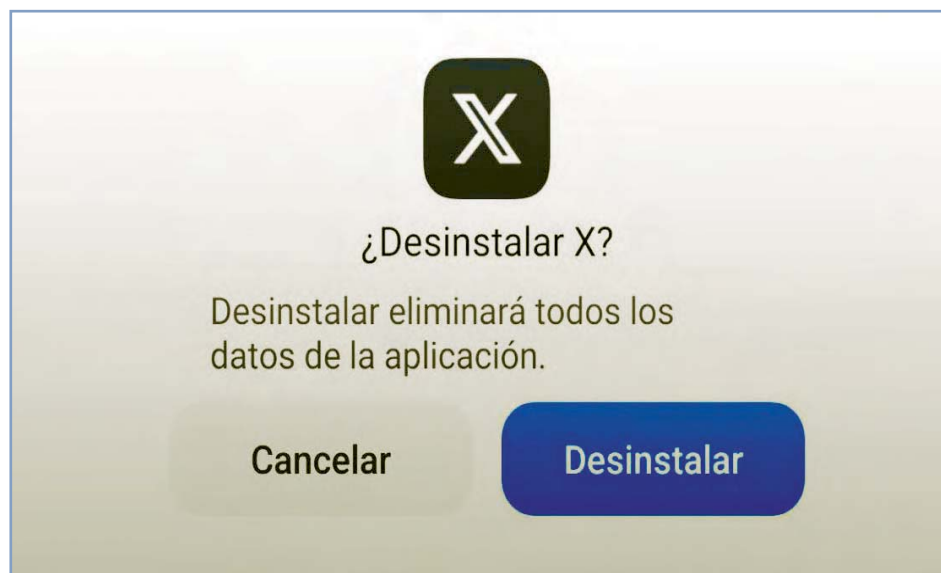 X
¿Desinstalar X?
Desinstalar eliminará todos los
datos de la aplicación.
Cancelar
Desinstalar